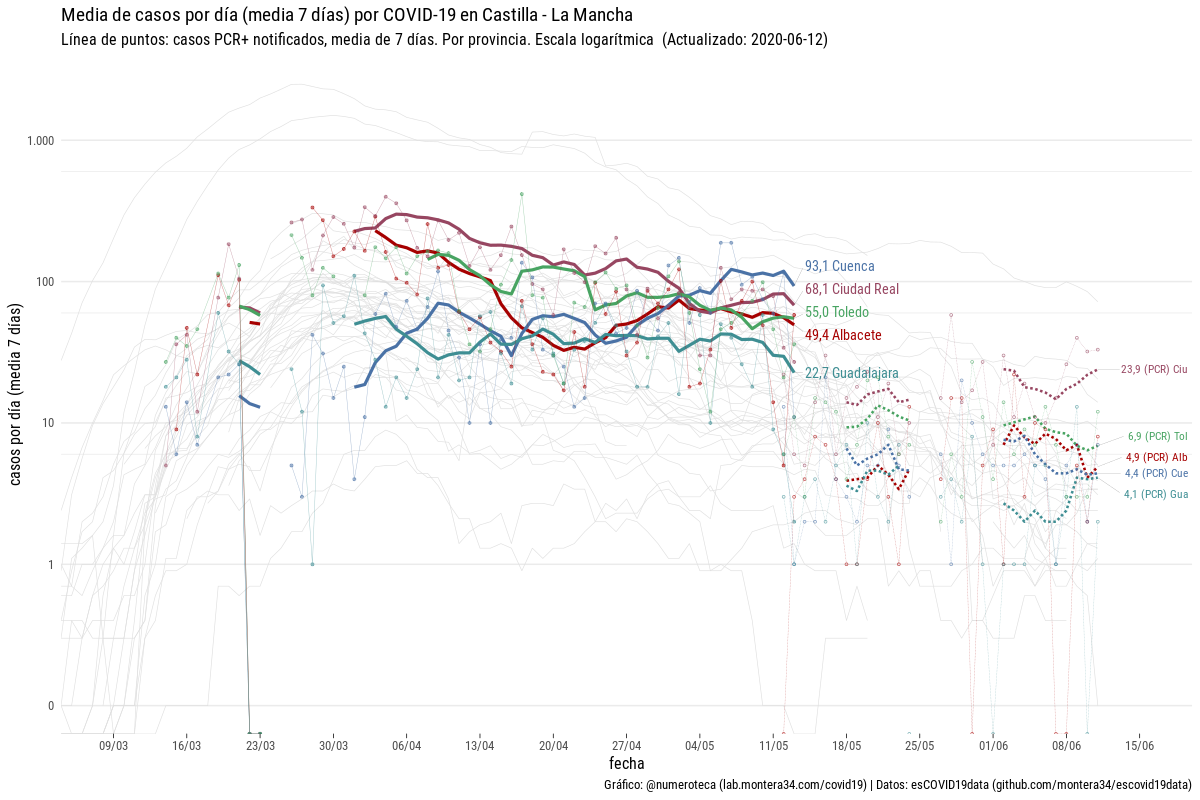 Media de casos por día (media 7 días) por COVID-19 en Castilla - La Mancha
Línea de puntos: casos PCR+ notificados, media de 7 días. Por provincia. Escala logarítmica  (Actualizado: 2020-06-12)
casos por día (media 7 días)
1.000
100
10
1
0
93,1 Cuenca
68,1 Ciudad Real
55,0 Toledo
49,4 Albacete
22,7 Guadalajara
23,9 (PCR) Ciu
6,9 (PCR) Tol
4,9 (PCR) Alb
4,4 (PCR) Cue
4,1 (PCR) Gua
09/03 16/03 23/03 30/03 06/04 13/04 20/04 27/04 04/05 11/05 18/05 25/05 01/06 08/06 15/06
fecha
Gráfico: @numeroteca (lab.montera34.com/covid19) | Datos: esCOVID19data (github.com/montera34/escovid19data)